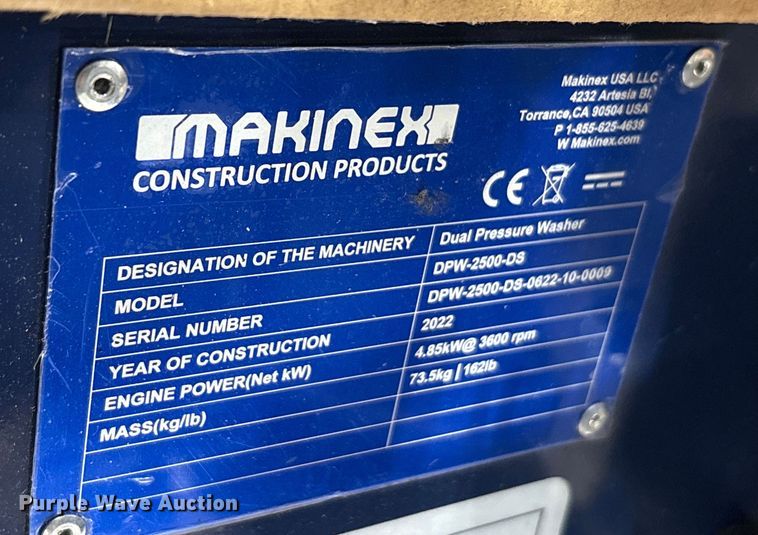 MAKINEX
CONSTRUCTION PRODUCTS
Makinex USA LLC
4232 Artesia Bl,
Torrance,CA 90504 USA
P 1-855-625-4639
W Makinex.com
CE
DESIGNATION OF THE MACHINERY Dual Pressure Washer
MODEL DPW-2500-DS
SERIAL NUMBER DPW-2500-DS-0622-10-0009
YEAR OF CONSTRUCTION 2022
ENGINE POWER(Net kW) 4.85kW@ 3600 rpm
MASS(kg/lb) 73.5kg | 162lb
Purple Wave Auction